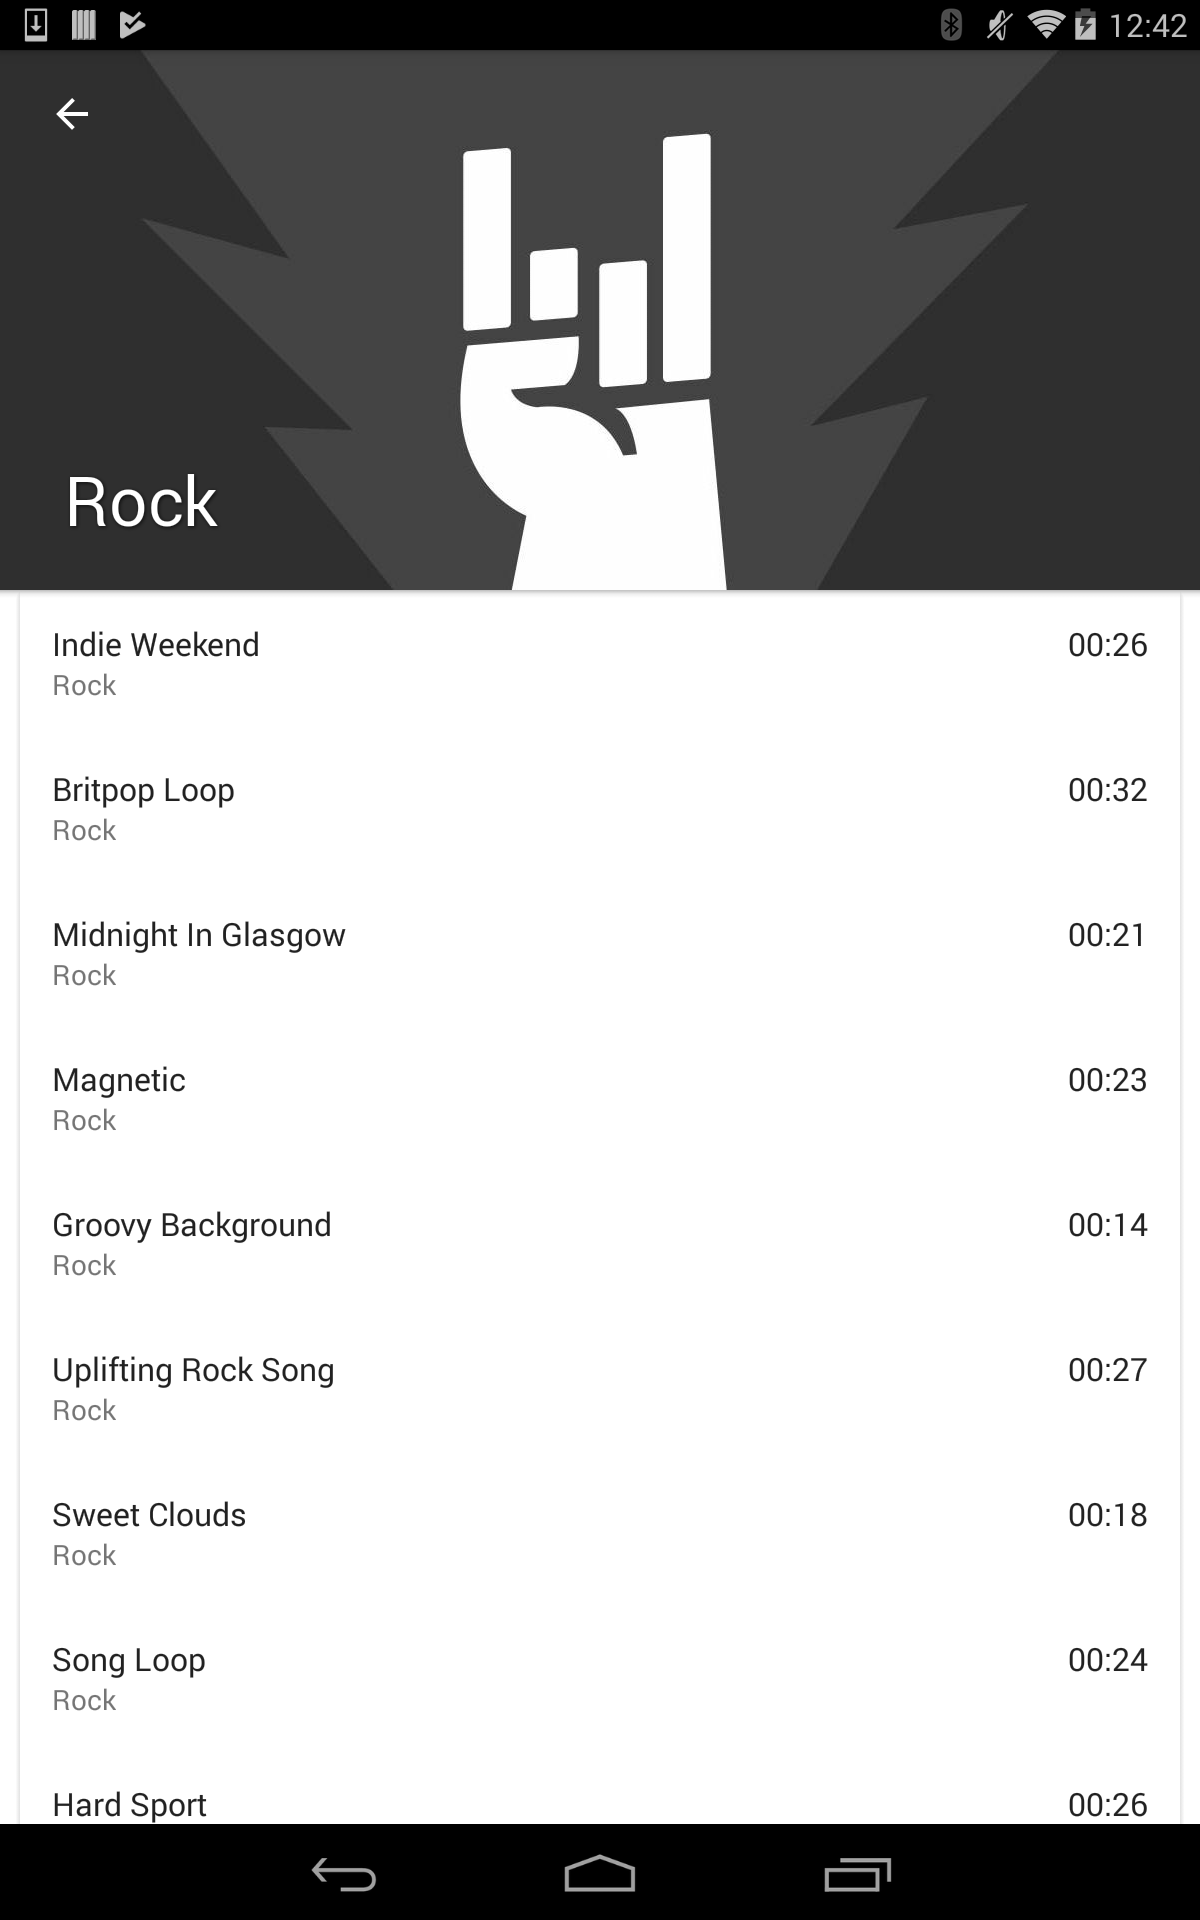 12:42
Rock
Indie Weekend 00:26
Rock
Britpop Loop 00:32
Rock
Midnight In Glasgow 00:21
Rock
Magnetic 00:23
Rock
Groovy Background 00:14
Rock
Uplifting Rock Song 00:27
Rock
Sweet Clouds 00:18
Rock
Song Loop 00:24
Rock
Hard Sport 00:26